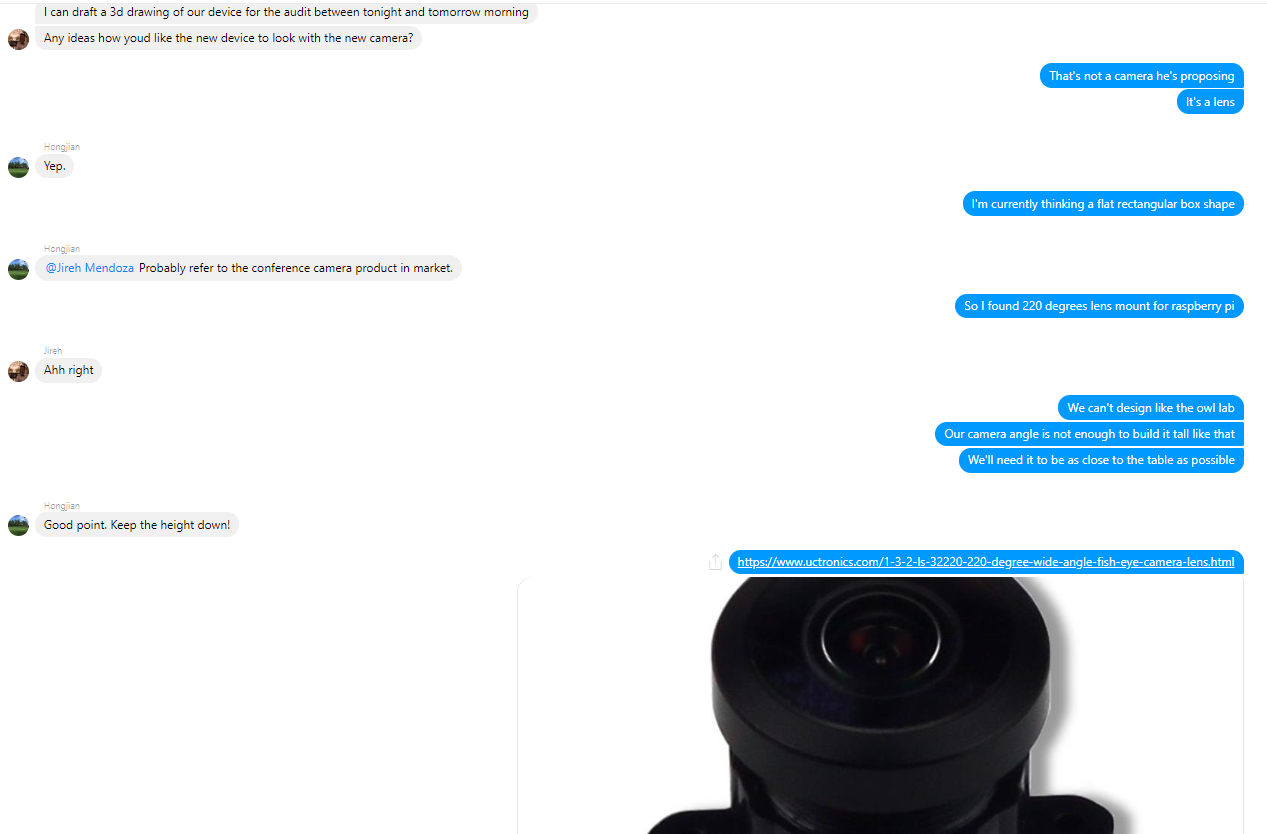 I can draft a 3d drawing of our device for the audit between tonight and tomorrow morning
Any ideas how youd like the new device to look with the new camera?
That's not a camera he's proposing
It's a lens
Hongjian
Yep.
I'm currently thinking a flat rectangular box shape
Hongjian
@Jireh Mendoza Probably refer to the conference camera product in market.
So I found 220 degrees lens mount for raspberry pi
Jireh
Ahh right
We can't design like the owl lab
Our camera angle is not enough to build it tall like that
We'll need it to be as close to the table as possible
Hongjian
Good point. Keep the height down!
https://www.uctronics.com/1-3-2-ls-32220-220-degree-wide-angle-fish-eye-camera-lens.html